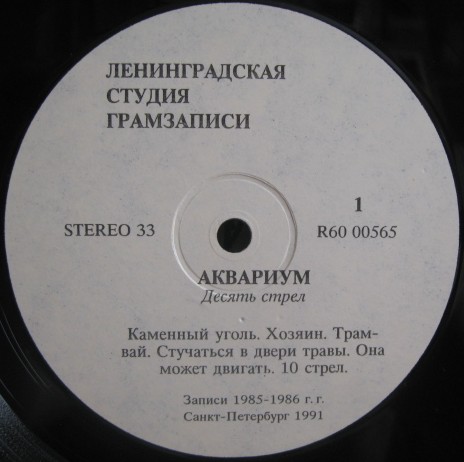 ЛЕНИНГРАДСКАЯ
СТУДИЯ
ГРАМЗАПИСИ
1
STEREO 33
R60 00565
АКВАРИУМ
Десять стрел
Каменный уголь. Хозяин. Трам-
вай. Стучаться в двери травы. Она
может двигать. 10 стрел.
Записи 1985-1986 г. г.
Санкт-Петербург 1991